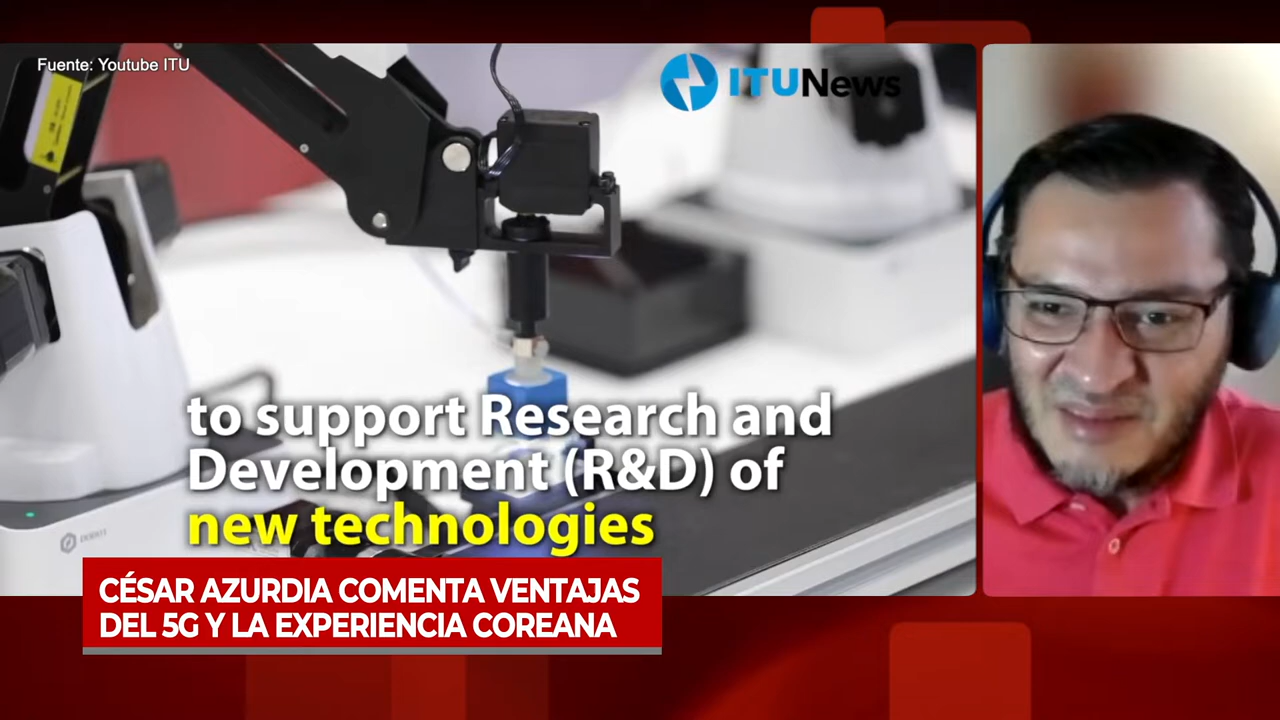 Fuente: Youtube ITU
ITUNews
to support Research and
Development (R&D) of
new technologies
CÉSAR AZURDIA COMENTA VENTAJAS
DEL 5G Y LA EXPERIENCIA COREANA